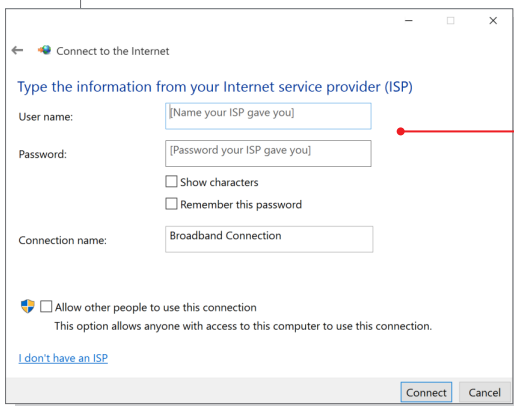 Connect to the Internet
Type the information from your Internet service provider (ISP)
User name:
[Name your ISP gave you]
Password:
[Password your ISP gave you]
Show characters
Remember this password
Connection name:
Broadband Connection
Allow other people to use this connection
This option allows anyone with access to this computer to use this connection.
I don't have an ISP
Connect
Cancel